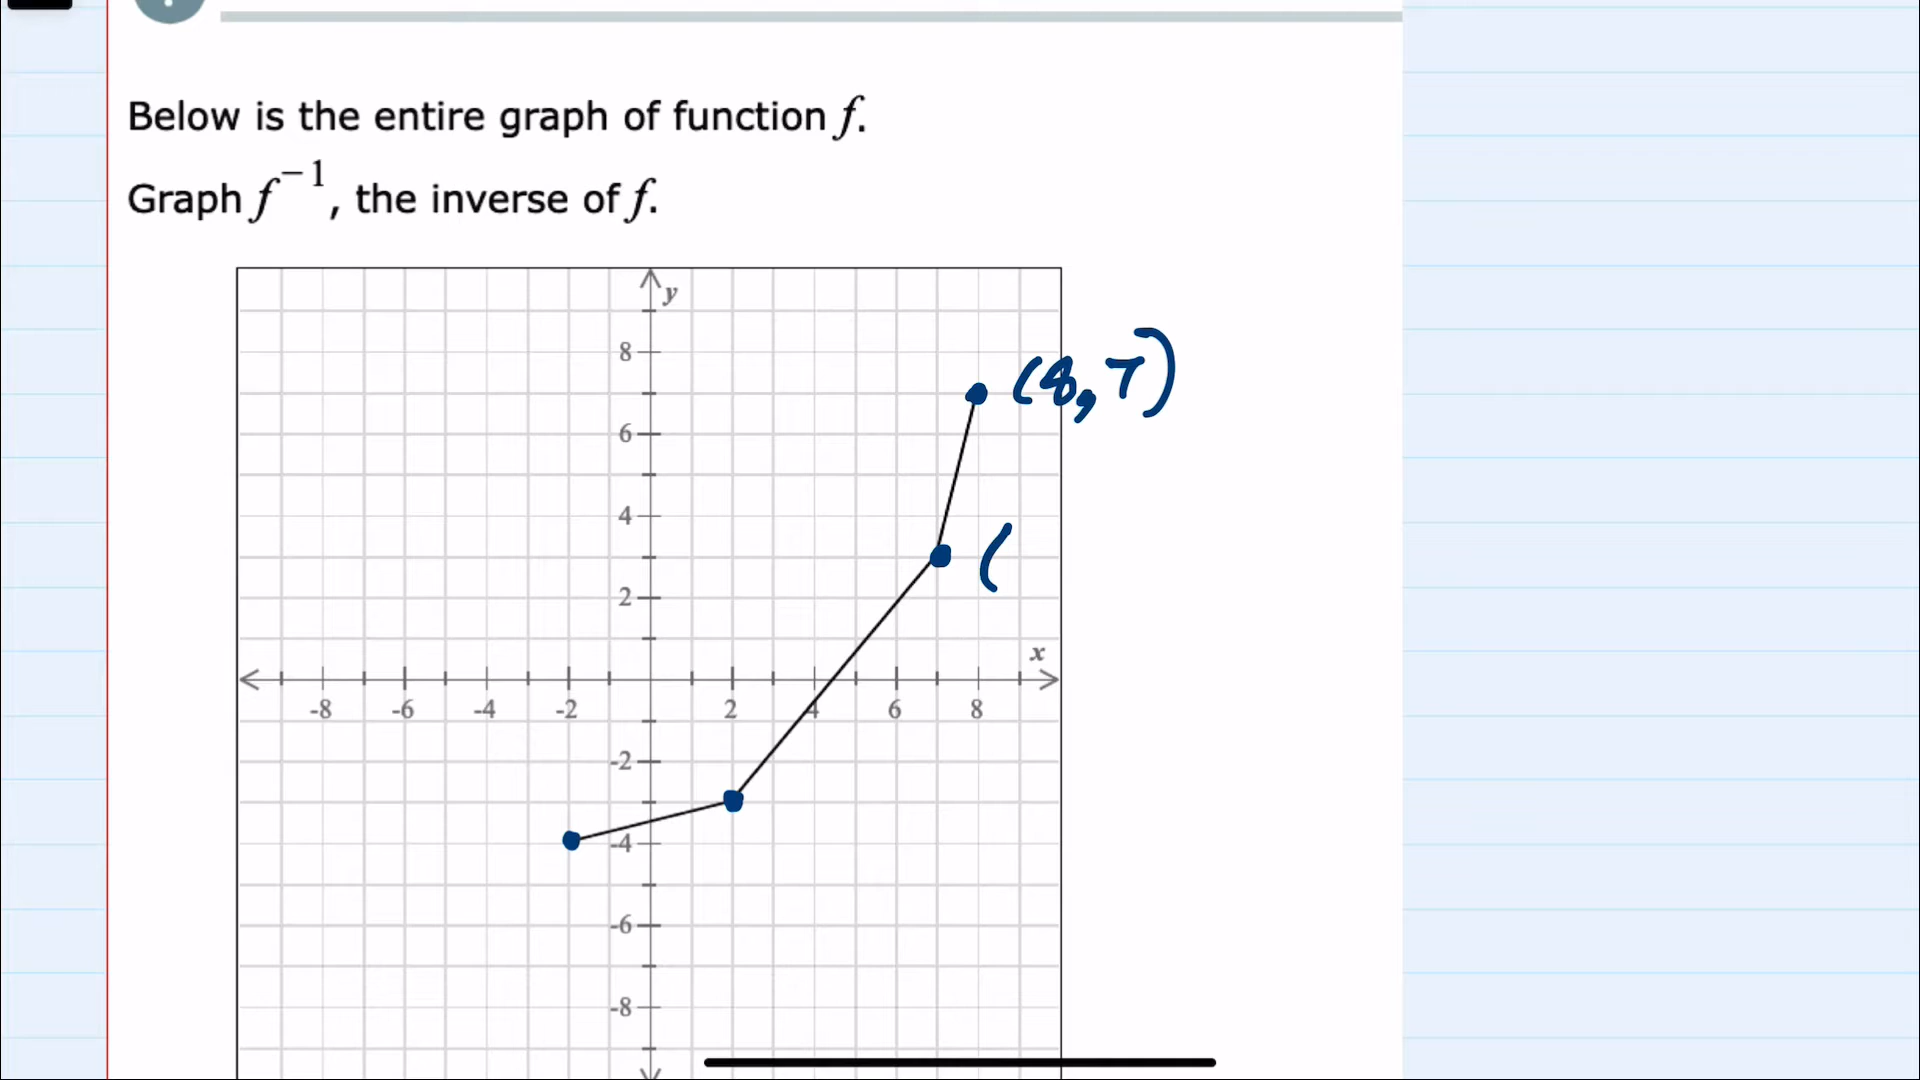 Below is the entire graph of function f.
Graph f⁻¹, the inverse of f.
y
8
(8,7)
6
4
(
2
x
-8 -6 -4 -2 2 4 6 8
-2
-4
-6
-8